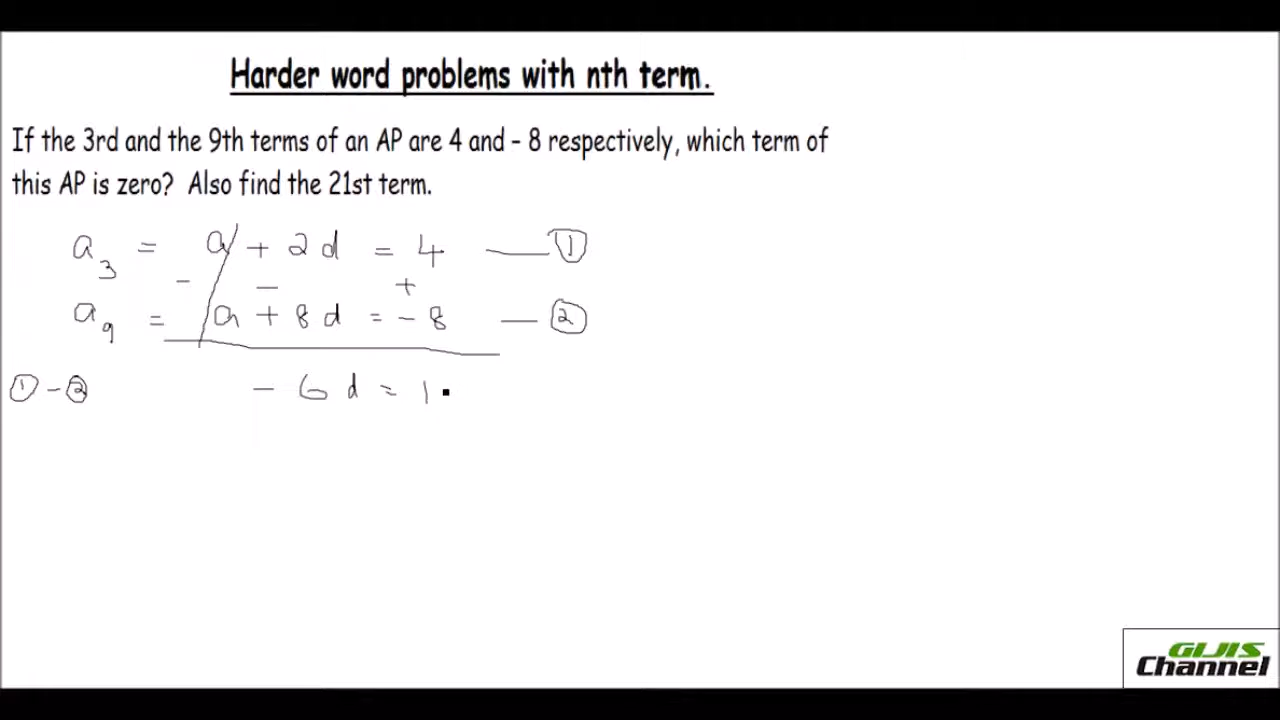 Harder word problems with nth term.
If the 3rd and the 9th terms of an AP are 4 and - 8 respectively, which term of
this AP is zero? Also find the 21st term.
a₃ = a + 2d = 4 —— ①
- - +
a₉ = a + 8d = - 8 — ②
① - ② - 6d = 1
GIJIS
Channel